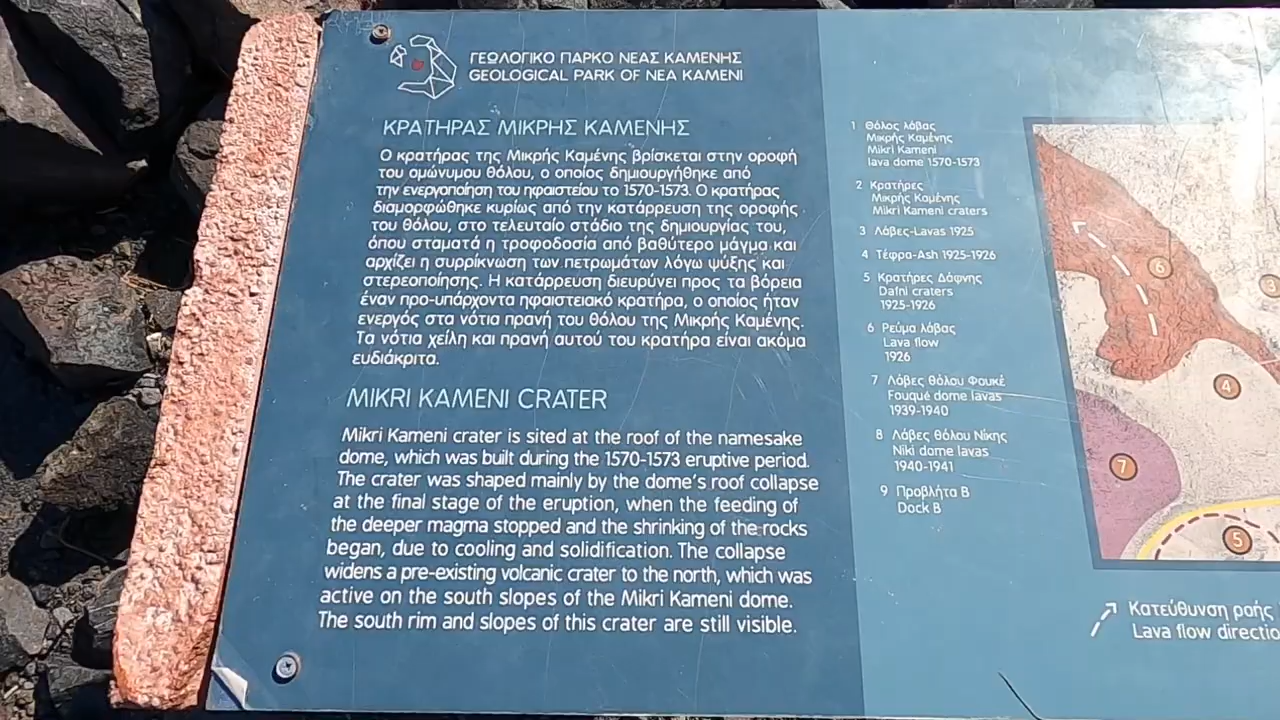 ΓΕΩΛΟΓΙΚΟ ΠΑΡΚΟ ΝΕΑΣ ΚΑΜΕΝΗΣ
GEOLOGICAL PARK OF NEA KAMENI
ΚΡΑΤΗΡΑΣ ΜΙΚΡΗΣ ΚΑΜΕΝΗΣ
Ο κρατήρας της Μικρής Καμένης βρίσκεται στην οροφή
του ομώνυμου θόλου, ο οποίος δημιουργήθηκε από
την ενεργοποίηση του ηφαιστείου το 1570-1573. Ο κρατήρας
διαμορφώθηκε κυρίως από την κατάρρευση της οροφής
του θόλου, στο τελευταίο στάδιο της δημιουργίας του,
όπου σταματά η τροφοδοσία από βαθύτερο μάγμα και
αρχίζει η συρρίκνωση των πετρωμάτων λόγω ψύξης και
στερεοποίησης. Η κατάρρευση διευρύνει προς τα βόρεια
έναν προ-υπάρχοντα ηφαιστειακό κρατήρα, ο οποίος ήταν
ενεργός στα νότια πρανή του θόλου της Μικρής Καμένης.
Τα νότια χείλη και πρανή αυτού του κρατήρα είναι ακόμα
ευδιάκριτα.
MIKRI KAMENI CRATER
Mikri Kameni crater is sited at the roof of the namesake
dome, which was built during the 1570-1573 eruptive period.
The crater was shaped mainly by the dome's roof collapse
at the final stage of the eruption, when the feeding of
the deeper magma stopped and the shrinking of the rocks
began, due to cooling and solidification. The collapse
widens a pre-existing volcanic crater to the north, which was
active on the south slopes of the Mikri Kameni dome.
The south rim and slopes of this crater are still visible.
1 Θόλος λάβας
Μικρής Καμένης
Mikri Kameni
lava dome 1570-1573
2 Κρατήρες
Μικρής Καμένης
Mikri Kameni craters
3 Λάβες-Lavas 1925
4 Τέφρα-Ash 1925-1926
5 Κρατήρες Δάφνης
Dafni craters
1925-1926
6 Ρεύμα λάβας
Lava flow
1926
7 Λάβες θόλου Φουκέ
Fouqué dome lavas
1939-1940
8 Λάβες θόλου Νίκης
Niki dome lavas
1940-1941
9 Προβλήτα Β
Dock B
6
3
4
7
5
Κατεύθυνση ροής
Lava flow directio